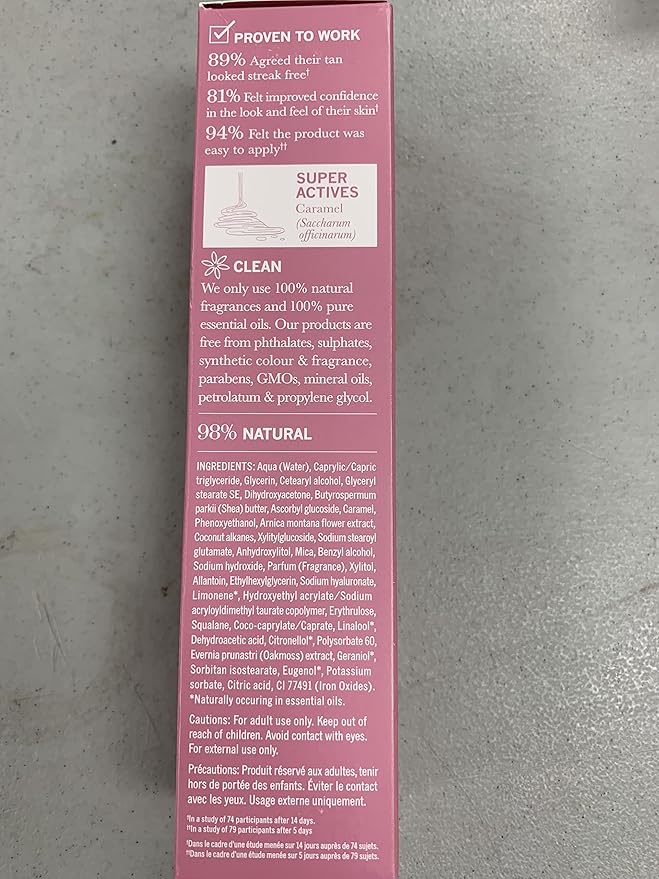 PROVEN TO WORK
89% Agreed their tan
looked streak free†
81% Felt improved confidence
in the look and feel of their skin†
94% Felt the product was
easy to apply††
SUPER
ACTIVES
Caramel
(Saccharum
officinarum)
CLEAN
We only use 100% natural
fragrances and 100% pure
essential oils. Our products are
free from phthalates, sulphates,
synthetic colour & fragrance,
parabens, GMOs, mineral oils,
petrolatum & propylene glycol.
98% NATURAL
INGREDIENTS: Aqua (Water), Caprylic/Capric
triglyceride, Glycerin, Cetearyl alcohol, Glyceryl
stearate SE, Dihydroxyacetone, Butyrospermum
parkii (Shea) butter, Ascorbyl glucoside, Caramel,
Phenoxyethanol, Arnica montana flower extract,
Coconut alkanes, Xylitylglucoside, Sodium stearoyl
glutamate, Anhydroxylitol, Mica, Benzyl alcohol,
Sodium hydroxide, Parfum (Fragrance), Xylitol,
Allantoin, Ethylhexylglycerin, Sodium hyaluronate,
Limonene*, Hydroxyethyl acrylate/Sodium
acryloyldimethyl taurate copolymer, Erythrulose,
Squalane, Coco-caprylate/Caprate, Linalool*,
Dehydroacetic acid, Citronellol*, Polysorbate 60,
Evernia prunastri (Oakmoss) extract, Geraniol*,
Sorbitan isostearate, Eugenol*, Potassium
sorbate, Citric acid, CI 77491 (Iron Oxides).
*Naturally occuring in essential oils.
Cautions: For adult use only. Keep out of
reach of children. Avoid contact with eyes.
For external use only.
Précautions: Produit réservé aux adultes, tenir
hors de portée des enfants. Éviter le contact
avec les yeux. Usage externe uniquement.
†In a study of 74 participants after 14 days.
††In a study of 79 participants after 5 days
†Dans le cadre d'une étude menée sur 14 jours auprès de 74 sujets.
††Dans le cadre d'une étude menée sur 5 jours auprès de 79 sujets.